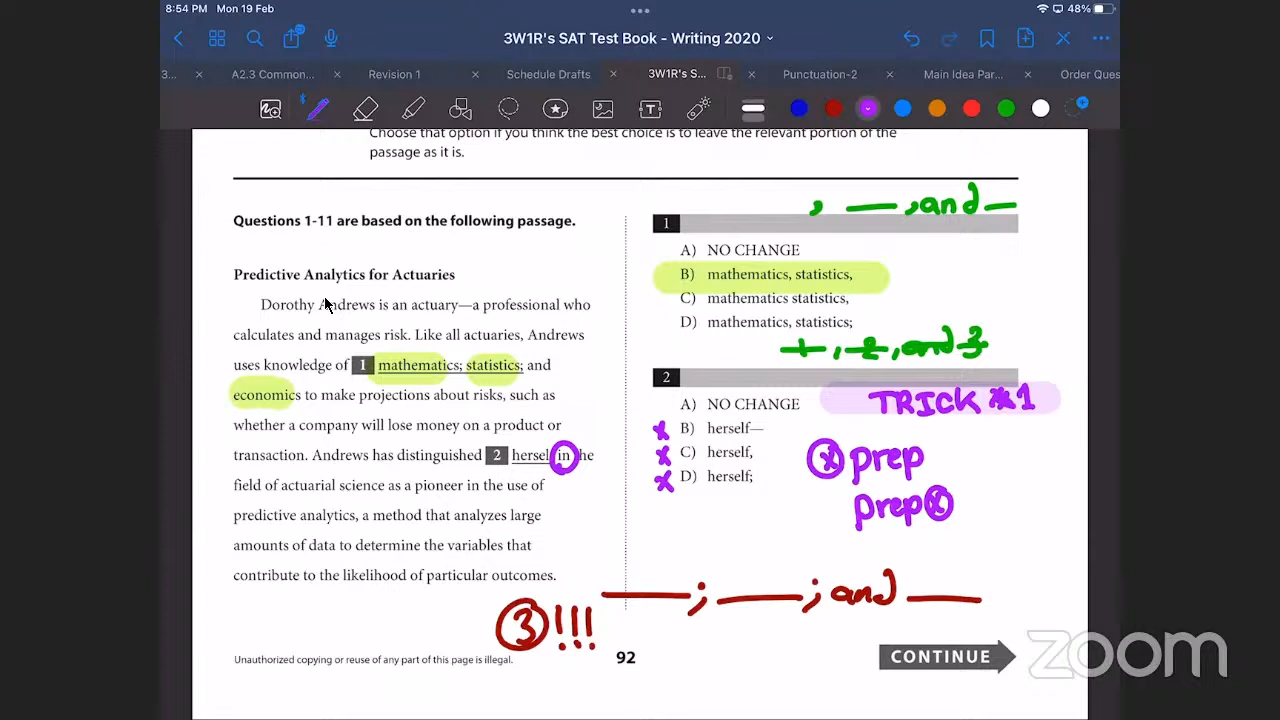 8:54 PM Mon 19 Feb
48%
3W1R's SAT Test Book - Writing 2020
3...
A2.3 Common...
Revision 1
Schedule Drafts
3W1R's S...
Punctuation-2
Main Idea Par...
Order Ques
Choose that option if you think the best choice is to leave the relevant portion of the
passage as it is.
Questions 1-11 are based on the following passage.
Predictive Analytics for Actuaries
Dorothy Andrews is an actuary—a professional who
calculates and manages risk. Like all actuaries, Andrews
uses knowledge of 1 mathematics; statistics; and
economics to make projections about risks, such as
whether a company will lose money on a product or
transaction. Andrews has distinguished 2 herself in the
field of actuarial science as a pioneer in the use of
predictive analytics, a method that analyzes large
amounts of data to determine the variables that
contribute to the likelihood of particular outcomes.
, — , and —
1
A) NO CHANGE
B) mathematics, statistics,
C) mathematics statistics,
D) mathematics, statistics;
1 , 2 , and 3
2
TRICK 1
A) NO CHANGE
x B) herself—
x C) herself,
x D) herself;
x prep
prep x
— ; — ; and —
3 !!!
Unauthorized copying or reuse of any part of this page is illegal.
92
CONTINUE
zoom